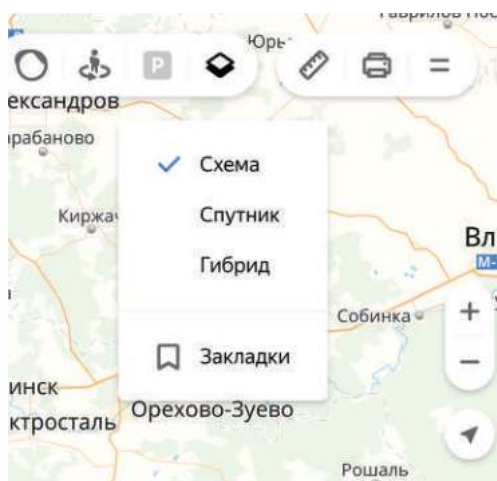 Юрь
P
ександров
рабаново
Схема
Киржач
Спутник
Вл
М-
Гибрид
Собинка
Закладки
инск
Орехово-Зуево
ктросталь
Рошаль